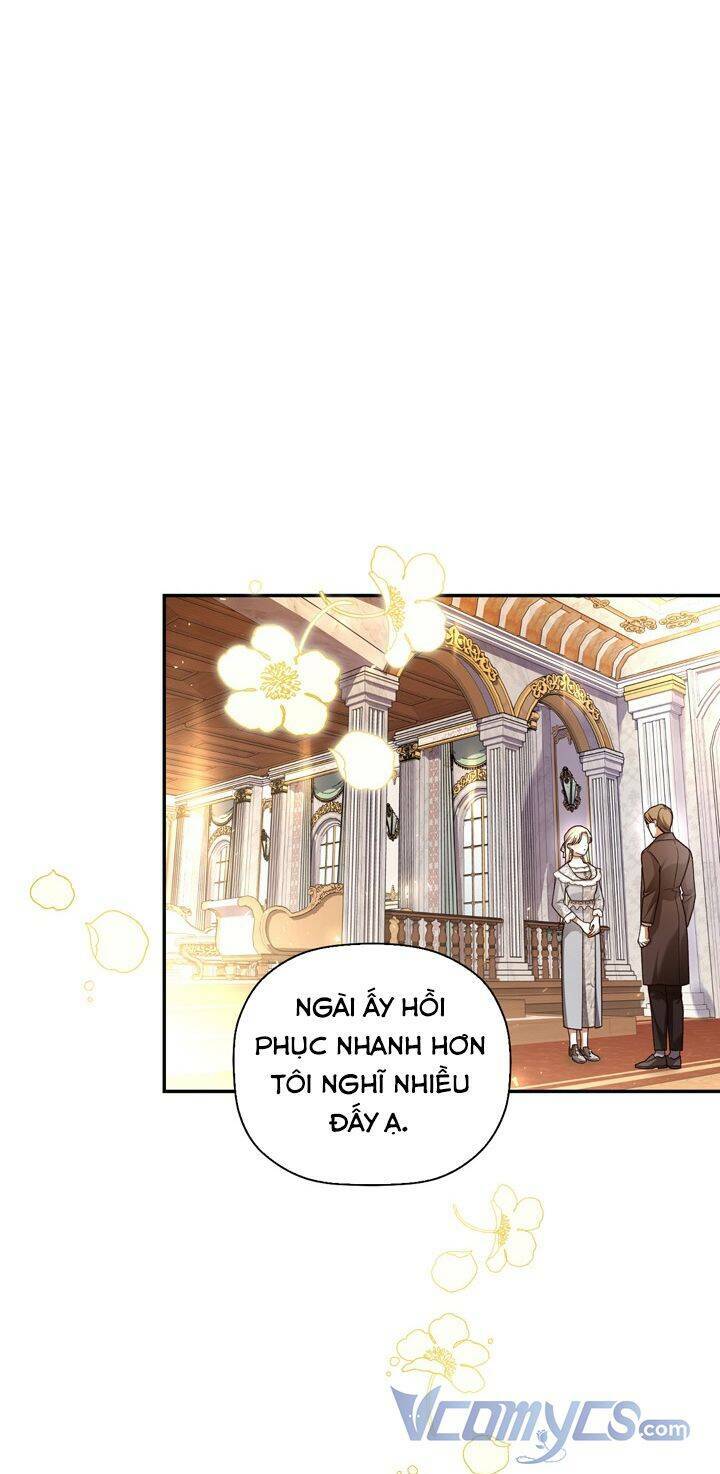 NGÀI ẤY HỒI
PHỤC NHANH HƠN
TÔI NGHĨ NHIỀU
ĐẤY Ạ.
VCOMYCS.com